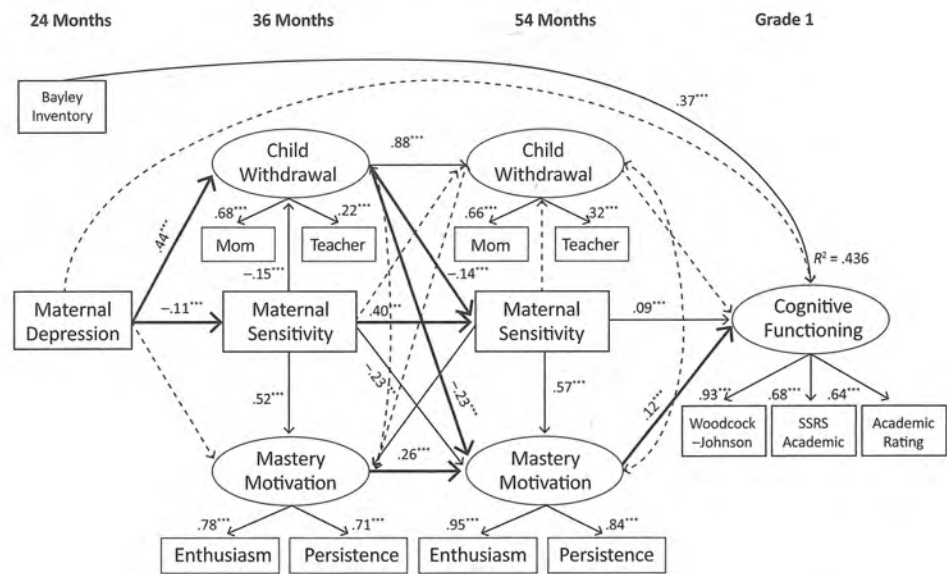 24 Months
36 Months
54 Months
Grade 1
Bayley
Inventory
.37***
Child
Withdrawal
.88***
Child
Withdrawal
.68***
.22***
.66***
.32***
Mom
Teacher
Mom
Teacher
.44***
R² = .436
–.15***
–.14***
Maternal
Depression
–.11***
Maternal
Sensitivity
.40***
Maternal
Sensitivity
.09***
Cognitive
Functioning
.52***
–.23***
–.23***
.57***
.12***
.93***
.68***
.64***
Woodcock
–Johnson
SSRS
Academic
Academic
Rating
Mastery
Motivation
.26***
Mastery
Motivation
.78***
.71***
.95***
.84***
Enthusiasm
Persistence
Enthusiasm
Persistence